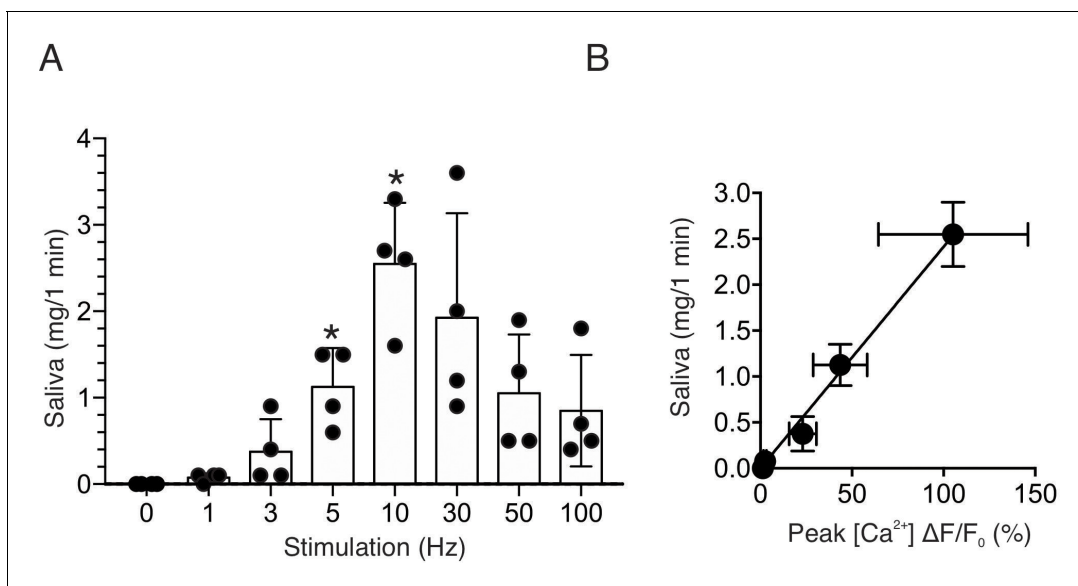 A
B
4
3
2
1
0
Saliva (mg/1 min)
*
*
0 1 3 5 10 30 50 100
Stimulation (Hz)
3.0
2.5
2.0
1.5
1.0
0.5
0.0
Saliva (mg/1 min)
0 50 100 150
Peak [Ca²⁺] ΔF/F₀ (%)